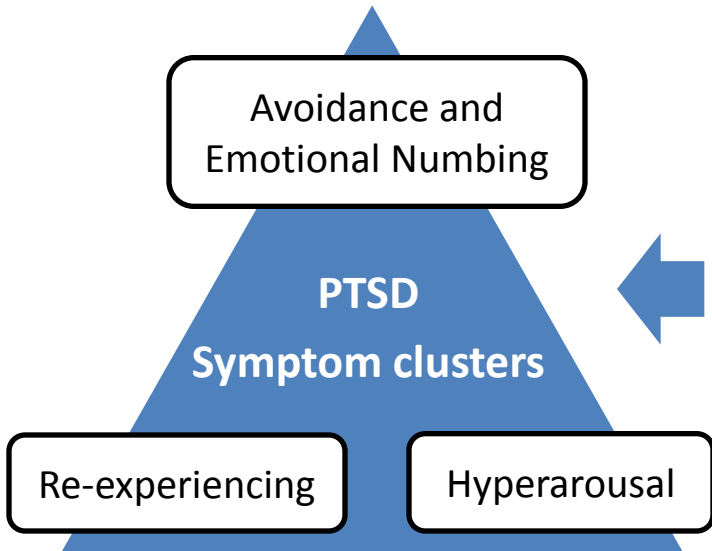 Avoidance and
Emotional Numbing
PTSD
Symptom clusters
Re-experiencing
Hyperarousal